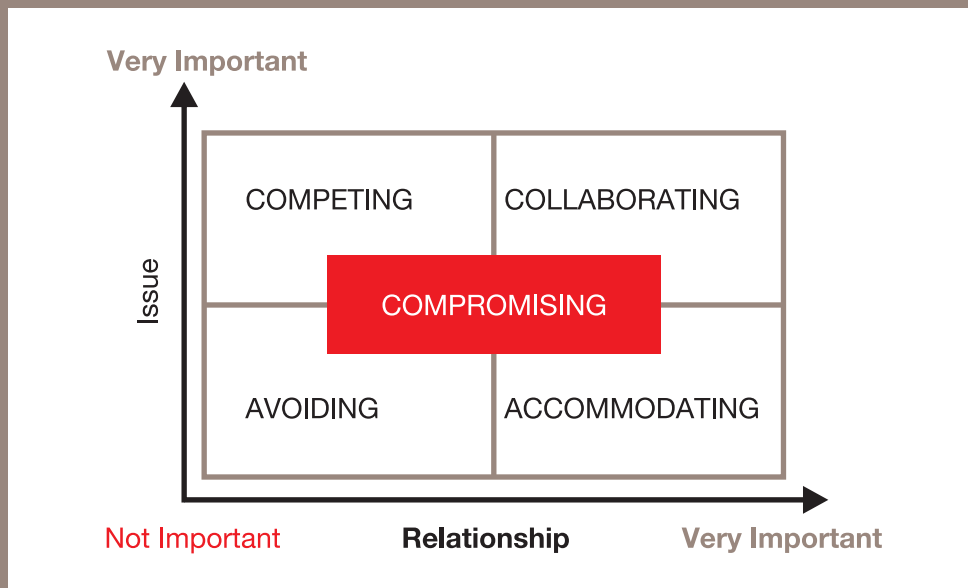 Very Important
COMPETING
COLLABORATING
Issue
COMPROMISING
AVOIDING
ACCOMMODATING
Not Important
Relationship
Very Important